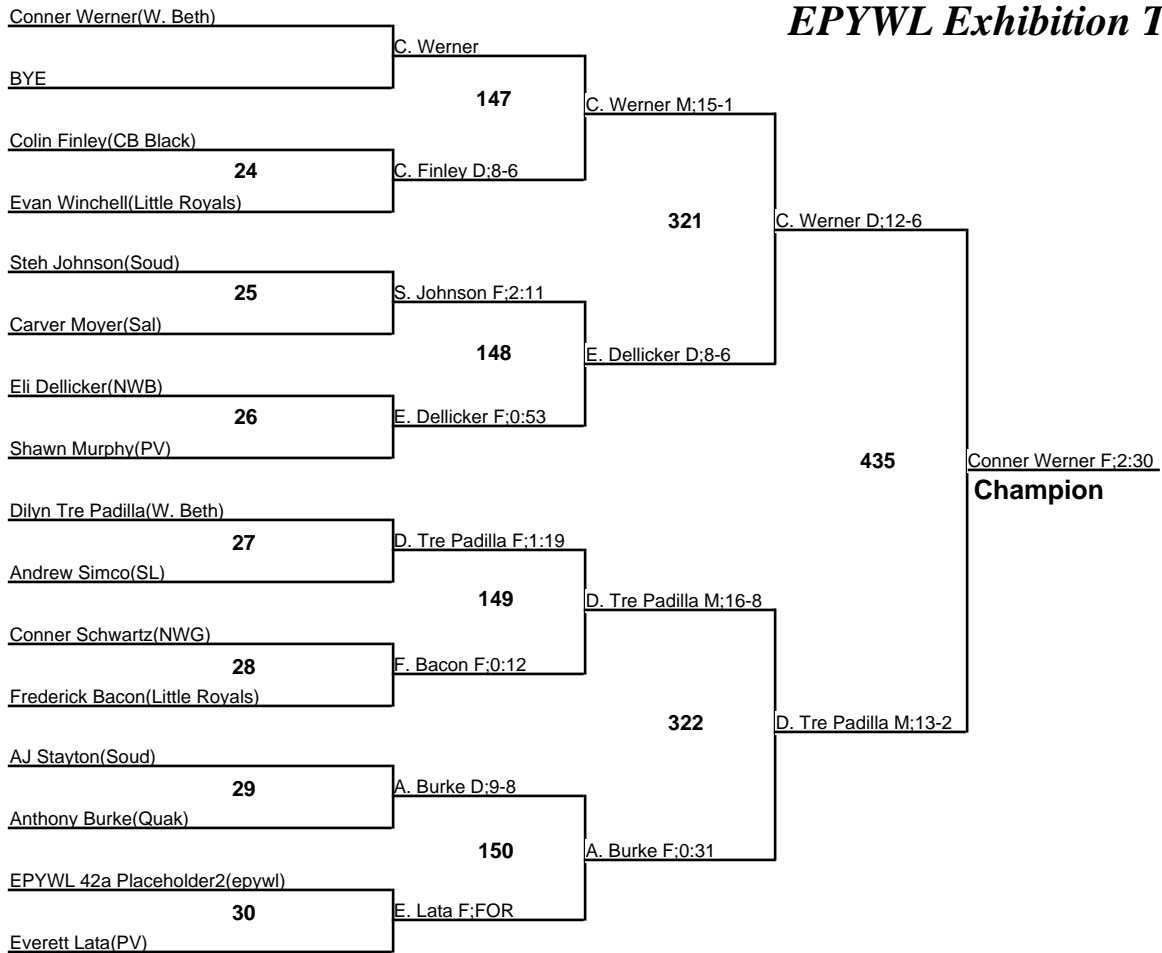 EPYWL Exhibition T
Conner Werner(W. Beth)
C. Werner
BYE
147
C. Werner M;15-1
Colin Finley(CB Black)
24
C. Finley D;8-6
Evan Winchell(Little Royals)
321
C. Werner D;12-6
Steh Johnson(Soud)
25
S. Johnson F;2:11
Carver Moyer(Sal)
148
E. Dellicker D;8-6
Eli Dellicker(NWB)
26
E. Dellicker F;0:53
Shawn Murphy(PV)
435
Conner Werner F;2:30
Champion
Dilyn Tre Padilla(W. Beth)
27
D. Tre Padilla F;1:19
Andrew Simco(SL)
149
D. Tre Padilla M;16-8
Conner Schwartz(NWG)
28
F. Bacon F;0:12
Frederick Bacon(Little Royals)
322
D. Tre Padilla M;13-2
AJ Stayton(Soud)
29
A. Burke D;9-8
Anthony Burke(Quak)
150
A. Burke F;0:31
EPYWL 42a Placeholder2(epywl)
30
E. Lata F;FOR
Everett Lata(PV)